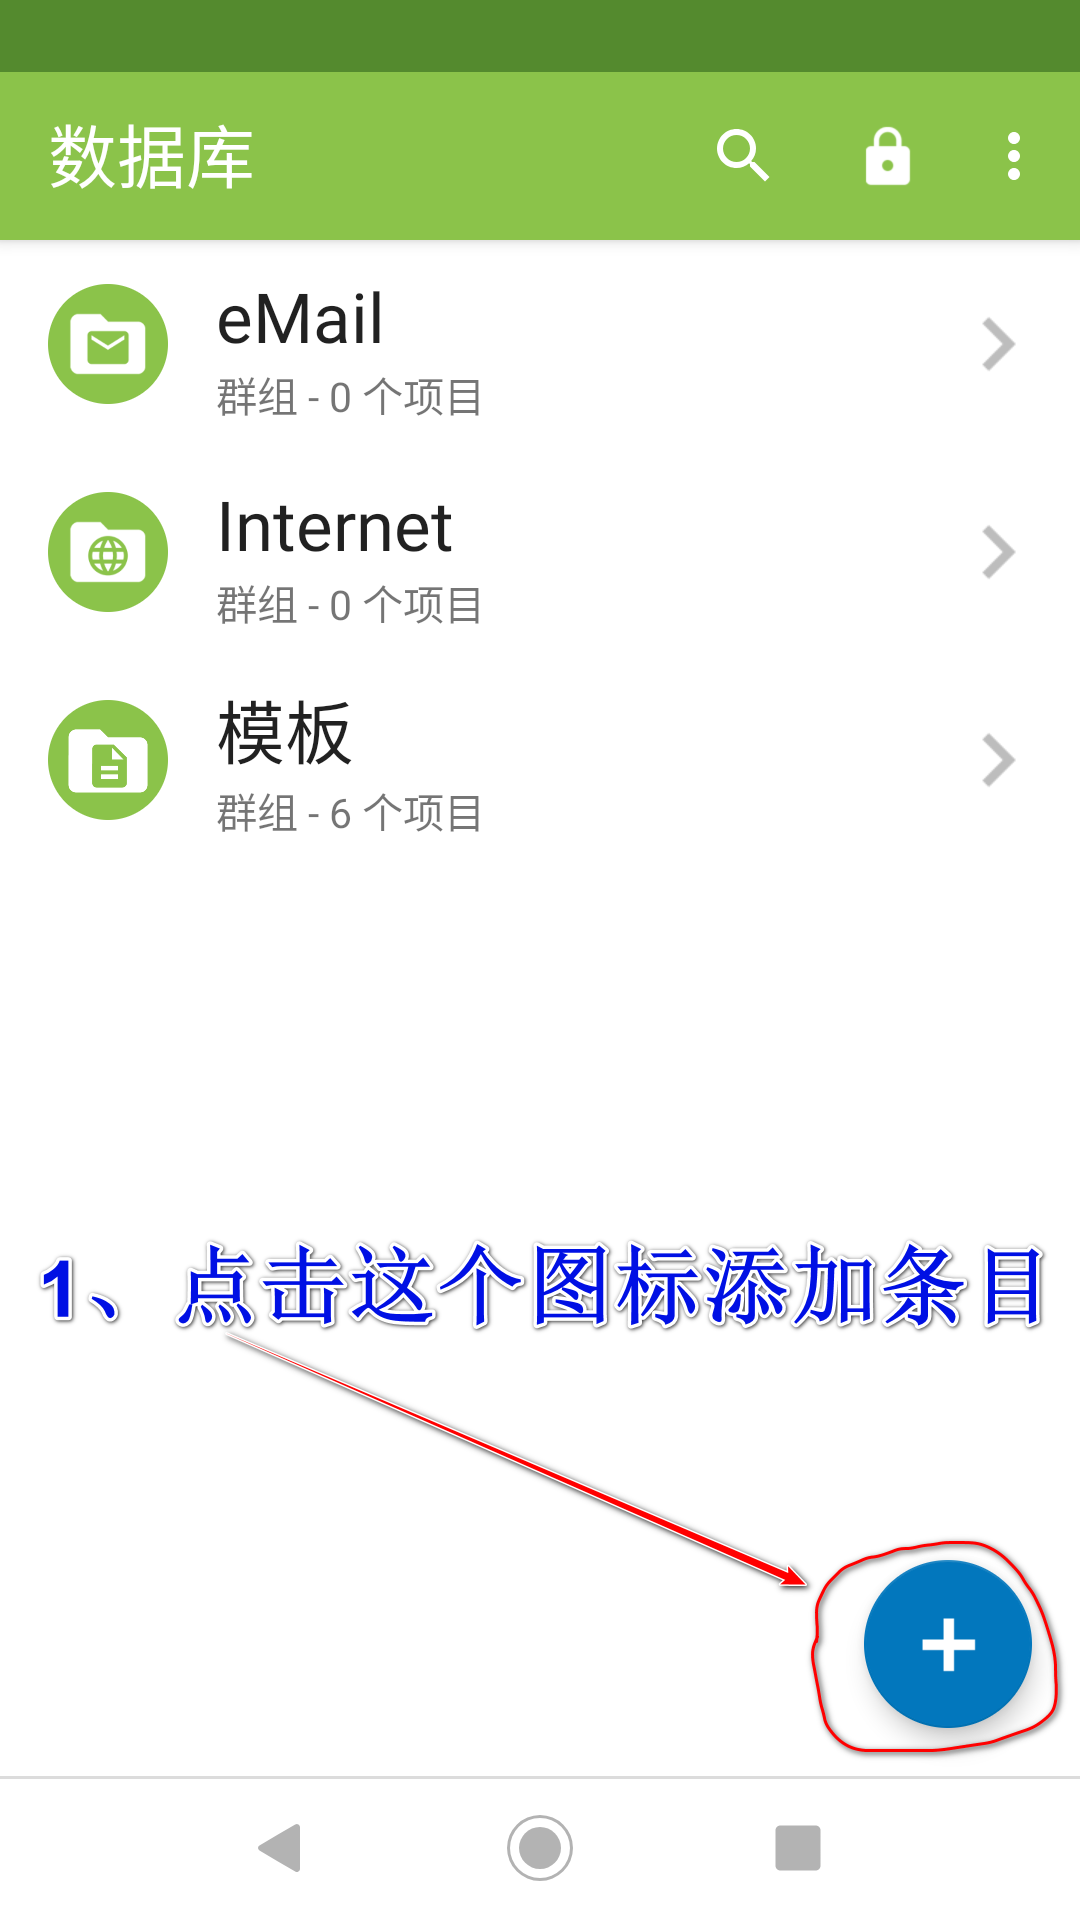 数据库
eMail
群组 - 0 个项目
Internet
群组 - 0 个项目
模板
群组 - 6 个项目
1、点击这个图标添加条目